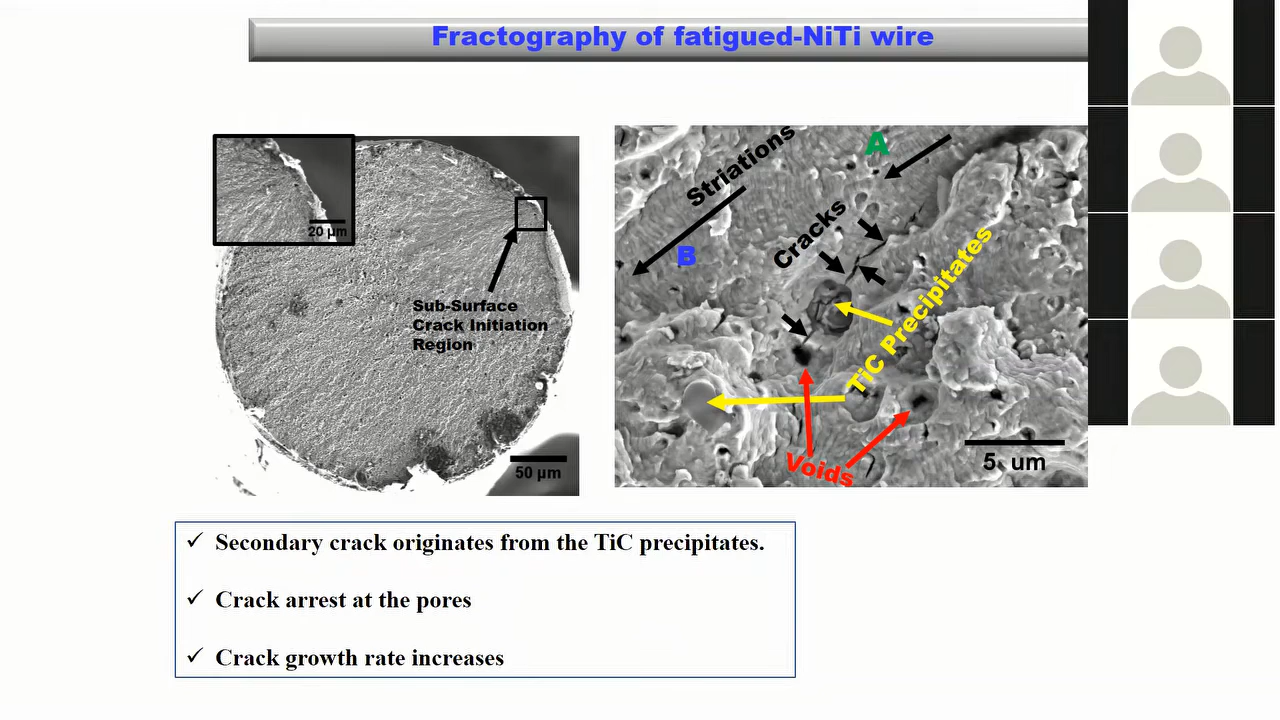 Fractography of fatigued-NiTi wire
20 µm
Sub-Surface
Crack Initiation
Region
50 µm
Striations
A
B
Cracks
TiC Precipitates
Voids
5 um
✓ Secondary crack originates from the TiC precipitates.
✓ Crack arrest at the pores
✓ Crack growth rate increases